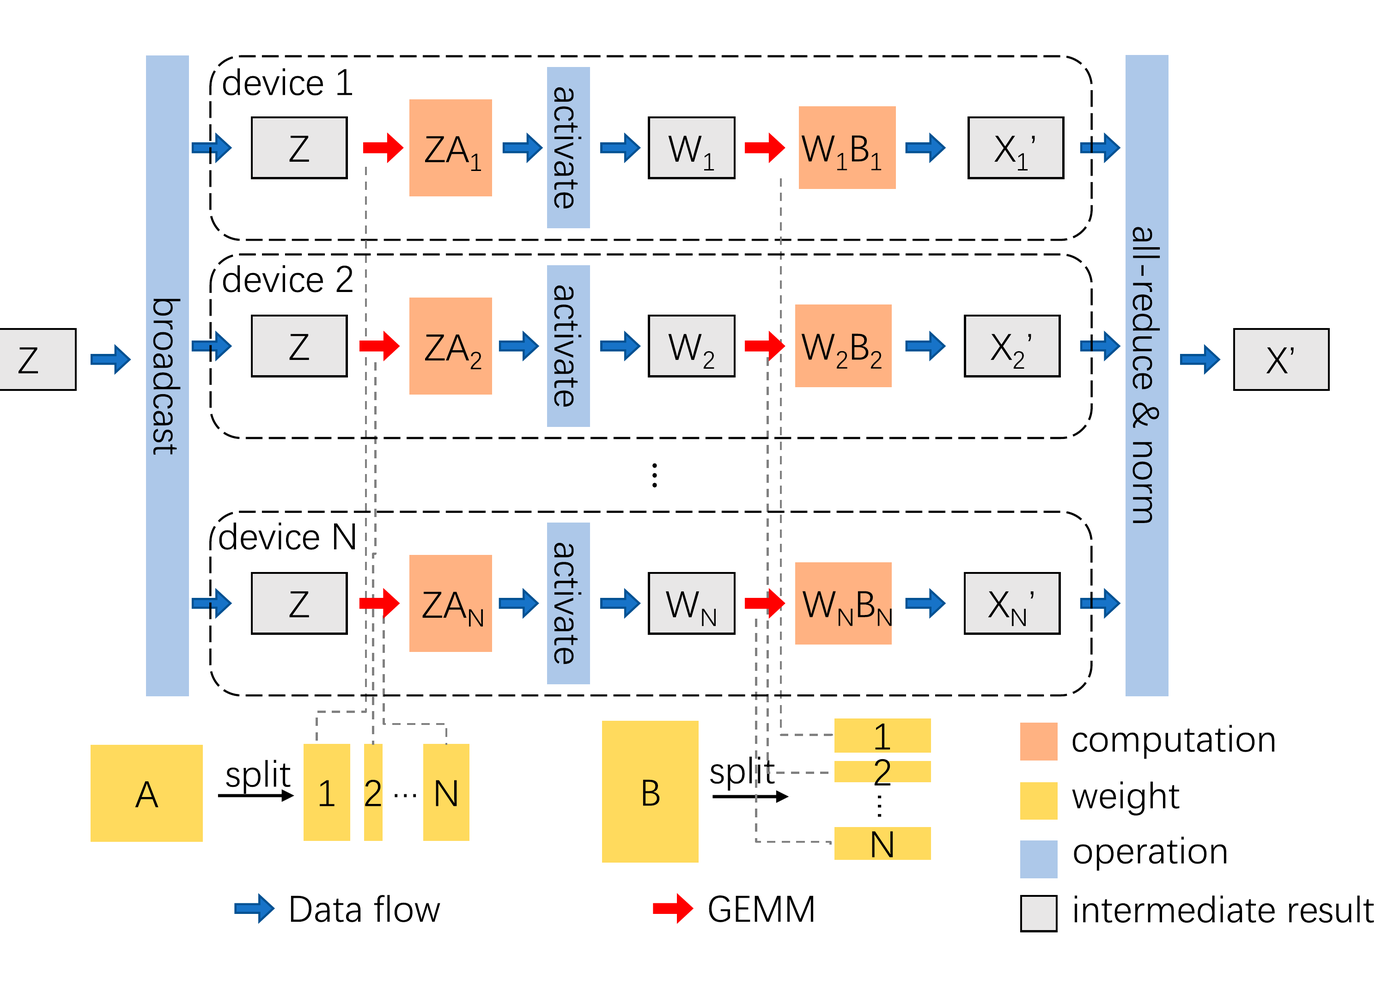 device 1
Z
ZA1
activate
W1
W1B1
X1’
device 2
Z
ZA2
activate
W2
W2B2
X2’
Z
broadcast
all-reduce & norm
X’
⋮
device N
Z
ZAN
activate
WN
WNBN
XN’
A
split
1
2
...
N
B
split
1
2
⋮
N
computation
weight
operation
intermediate result
Data flow
GEMM